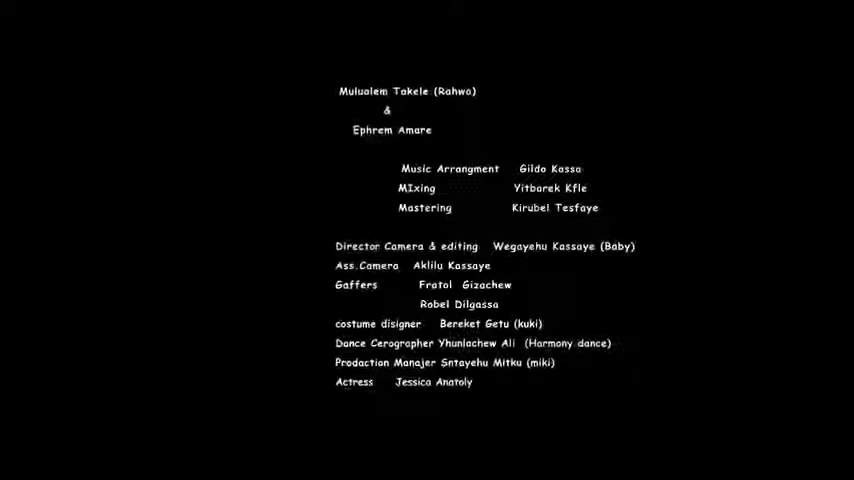 Mulualem Takele (Rahwa)
&
Ephrem Amare
Music Arrangment Gildo Kassa
MIxing Yitbarek Kfle
Mastering Kirubel Tesfaye
Director Camera & editing Wegayehu Kassaye (Baby)
Ass.Camera Aklilu Kassaye
Gaffers Fratol Gizachew
Robel Dilgassa
costume disigner Bereket Getu (kuki)
Dance Cerographer Yhunlachew Ali (Harmony dance)
Prodaction Manajer Sntayehu Mitku (miki)
Actress Jessica Anatoly